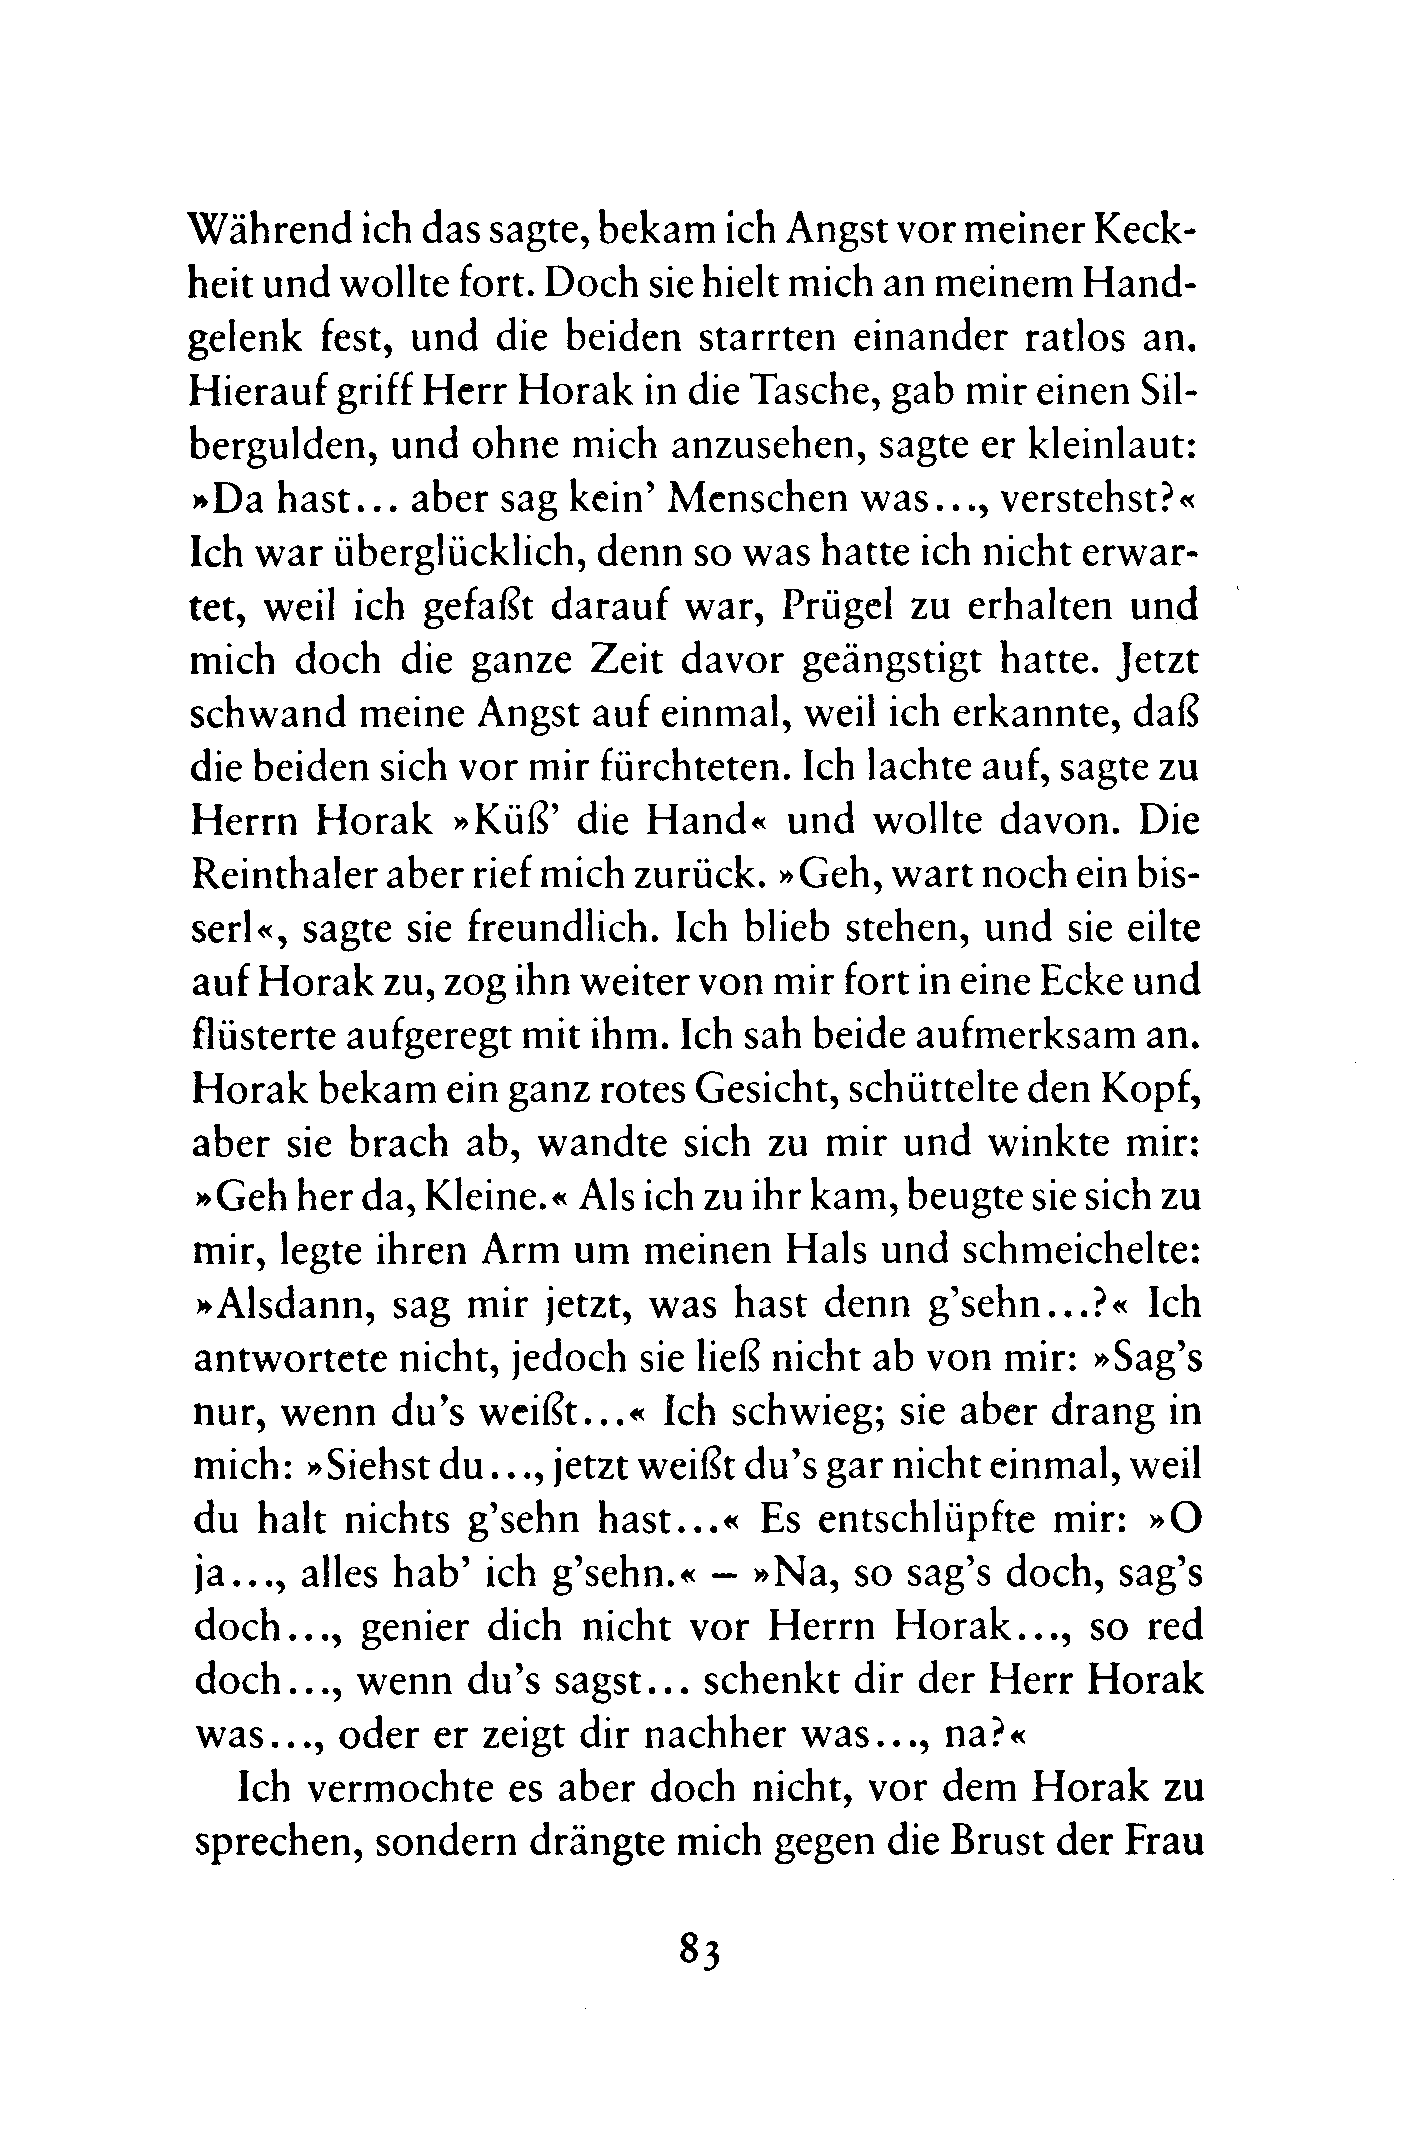 Während ich das sagte, bekam ich Angst vor meiner Keck-
heit und wollte fort. Doch sie hielt mich an meinem Hand-
gelenk fest, und die beiden starrten einander ratlos an.
Hierauf griff Herr Horak in die Tasche, gab mir einen Sil-
bergulden, und ohne mich anzusehen, sagte er kleinlaut:
»Da hast... aber sag kein’ Menschen was..., verstehst?«
Ich war überglücklich, denn so was hatte ich nicht erwar-
tet, weil ich gefaßt darauf war, Prügel zu erhalten und
mich doch die ganze Zeit davor geängstigt hatte. Jetzt
schwand meine Angst auf einmal, weil ich erkannte, daß
die beiden sich vor mir fürchteten. Ich lachte auf, sagte zu
Herrn Horak »Küß’ die Hand« und wollte davon. Die
Reinthaler aber rief mich zurück. »Geh, wart noch ein bis-
serl«, sagte sie freundlich. Ich blieb stehen, und sie eilte
auf Horak zu, zog ihn weiter von mir fort in eine Ecke und
flüsterte aufgeregt mit ihm. Ich sah beide aufmerksam an.
Horak bekam ein ganz rotes Gesicht, schüttelte den Kopf,
aber sie brach ab, wandte sich zu mir und winkte mir:
»Geh her da, Kleine.« Als ich zu ihr kam, beugte sie sich zu
mir, legte ihren Arm um meinen Hals und schmeichelte:
»Alsdann, sag mir jetzt, was hast denn g’sehn...?« Ich
antwortete nicht, jedoch sie ließ nicht ab von mir: »Sag’s
nur, wenn du’s weißt...« Ich schwieg; sie aber drang in
mich: »Siehst du..., jetzt weißt du’s gar nicht einmal, weil
du halt nichts g’sehn hast...« Es entschlüpfte mir: »O
ja..., alles hab’ ich g’sehn.« – »Na, so sag’s doch, sag’s
doch..., genier dich nicht vor Herrn Horak..., so red
doch..., wenn du’s sagst... schenkt dir der Herr Horak
was..., oder er zeigt dir nachher was..., na?«
Ich vermochte es aber doch nicht, vor dem Horak zu
sprechen, sondern drängte mich gegen die Brust der Frau
83